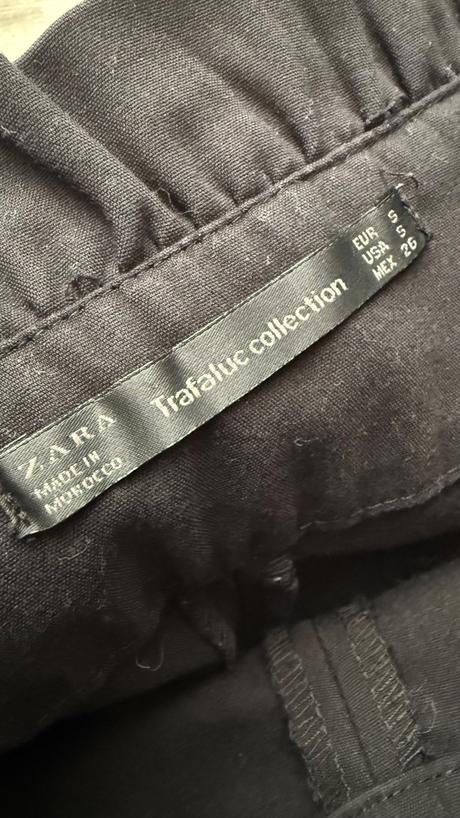 ZARA
MADE IN
MOROCCO
Trafaluc collection
EUR S
USA S
MEX 26